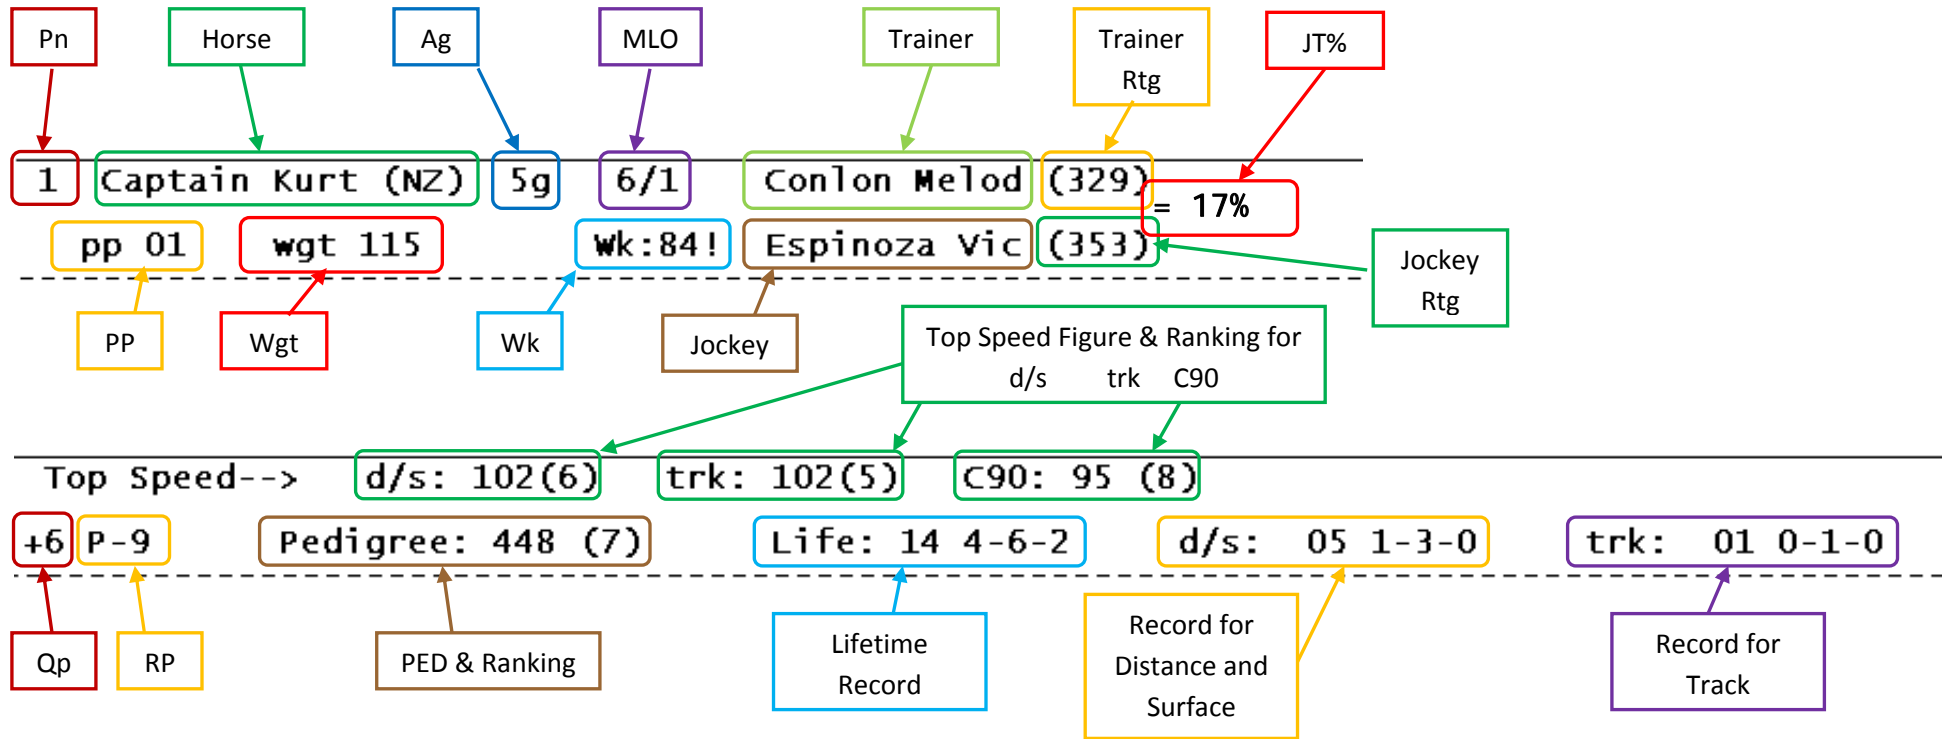 Pn Horse Ag MLO Trainer Trainer JT%
Rtg
1 Captain Kurt (NZ) 5g 6/1 Conlon Melod (329)
= 17%
pp 01 wgt 115 Wk:84! Espinoza Vic (353)
Jockey
Rtg
PP Wgt Wk Jockey
Top Speed Figure & Ranking for
d/s trk C90
Top Speed--> d/s: 102(6) trk: 102(5) C90: 95 (8)
+6 P-9 Pedigree: 448 (7) Life: 14 4-6-2 d/s: 05 1-3-0 trk: 01 0-1-0
Qp RP PED & Ranking
Lifetime
Record
Record for
Distance and
Surface
Record for
Track